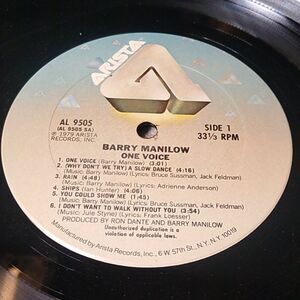 ARISTA
AL 9505
(AL 9505 SA)
℗ 1979 ARISTA
RECORDS, INC.
SIDE 1
33⅓ RPM
BARRY MANILOW
ONE VOICE
1. ONE VOICE (Barry Manilow) (3:01)
2. (WHY DON'T WE TRY) A SLOW DANCE (4:16)
(Music: Barry Manilow) (Lyrics: Bruce Sussman, Jack Feldman)
3. RAIN (4:48)
(Music: Barry Manilow) (Lyrics: Adrienne Anderson)
4. SHIPS (Ian Hunter) (4:00)
5. YOU COULD SHOW ME (1:45)
(Music: Barry Manilow) (Lyrics: Bruce Sussman, Jack Feldman)
6. I DON'T WANT TO WALK WITHOUT YOU (3:54)
(Music: Jule Styne) (Lyrics: Frank Loesser)
PRODUCED BY RON DANTE AND BARRY MANILOW
Unauthorized duplication is a
violation of applicable laws.
Manufactured by Arista Records, Inc., 6 W. 57th St., N.Y. N.Y. 10019